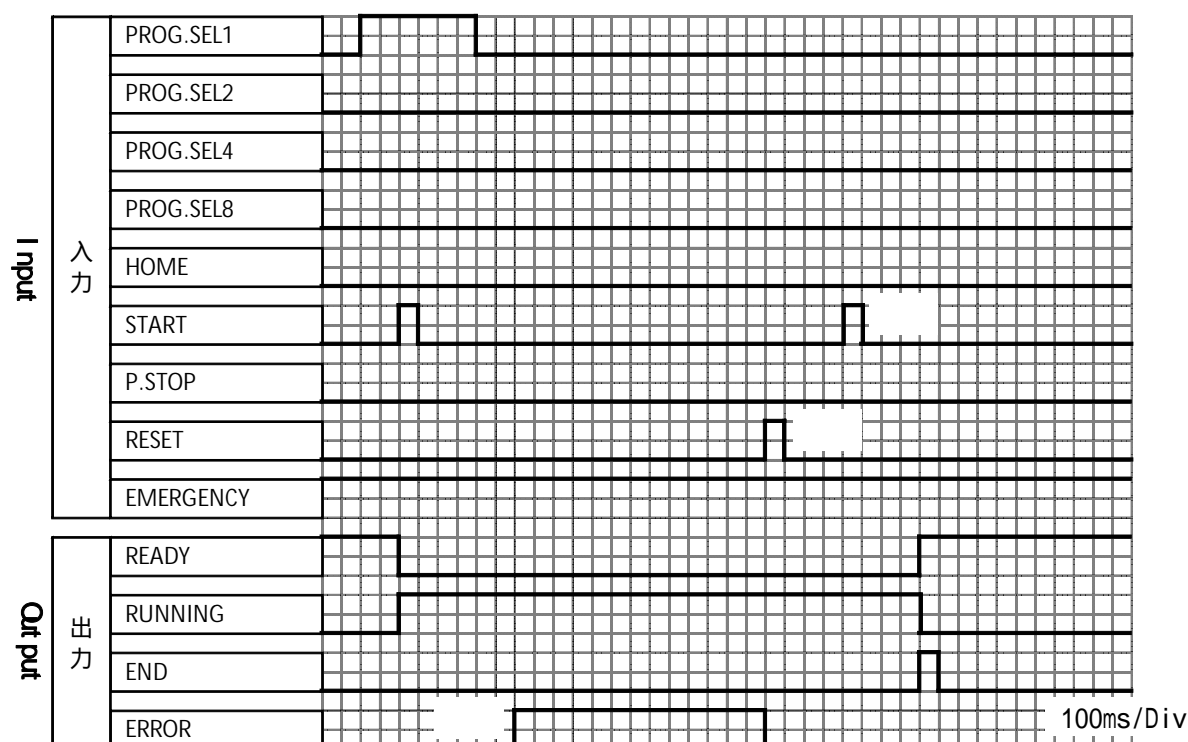 Input
入力
PROG.SEL1
PROG.SEL2
PROG.SEL4
PROG.SEL8
HOME
START
P.STOP
RESET
EMERGENCY
Output
出力
READY
RUNNING
END
ERROR
100ms/Div